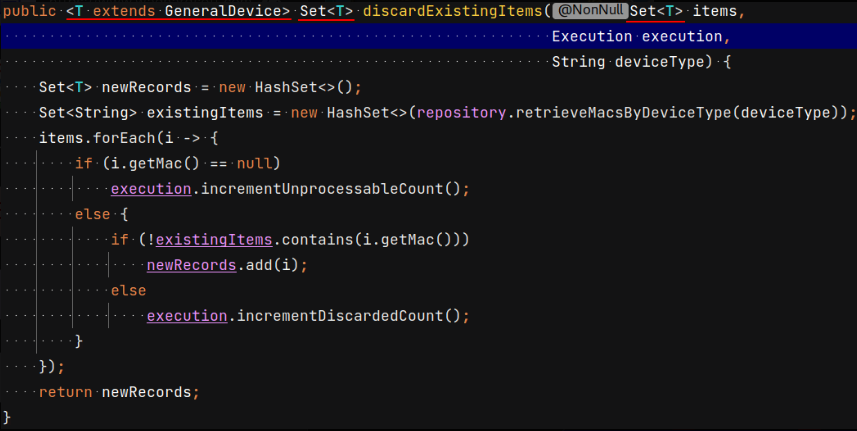 public <T extends GeneralDevice> Set<T> discardExistingItems(@NonNull Set<T> items,
Execution execution,
String deviceType) {
Set<T> newRecords = new HashSet<>();
Set<String> existingItems = new HashSet<>(repository.retrieveMacsByDeviceType(deviceType));
items.forEach(i -> {
if (i.getMac() == null)
execution.incrementUnprocessableCount();
else {
if (!existingItems.contains(i.getMac()))
newRecords.add(i);
else
execution.incrementDiscardedCount();
}
});
return newRecords;
}